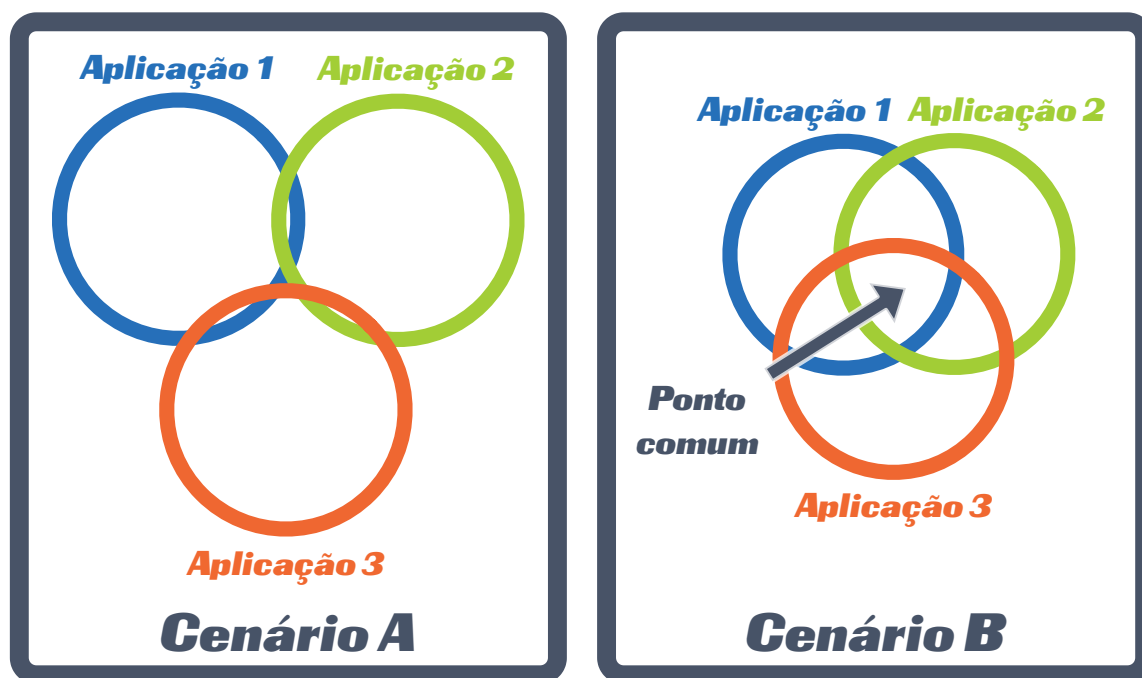 Aplicação 1
Aplicação 2
Aplicação 3
Cenário A
Aplicação 1
Aplicação 2
Ponto
comum
Aplicação 3
Cenário B